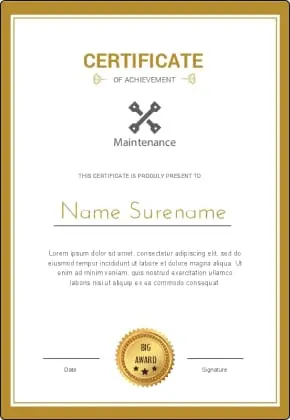 CERTIFICATE
OF ACHIEVEMENT
Maintenance
THIS CERTIFICATE IS PRODULY PRESENT TO
Name Surename
Lorem ipsum dolor sit amet, consectetur adipiscing elit, sed do
eiusmod tempor incididunt ut labore et dolore magna aliqua. Ut
enim ad minim veniam, quis nostrud exercitation ullamco
laboris nisi ut aliquip ex ea commodo consequat
BIG
AWARD
Date
Signature